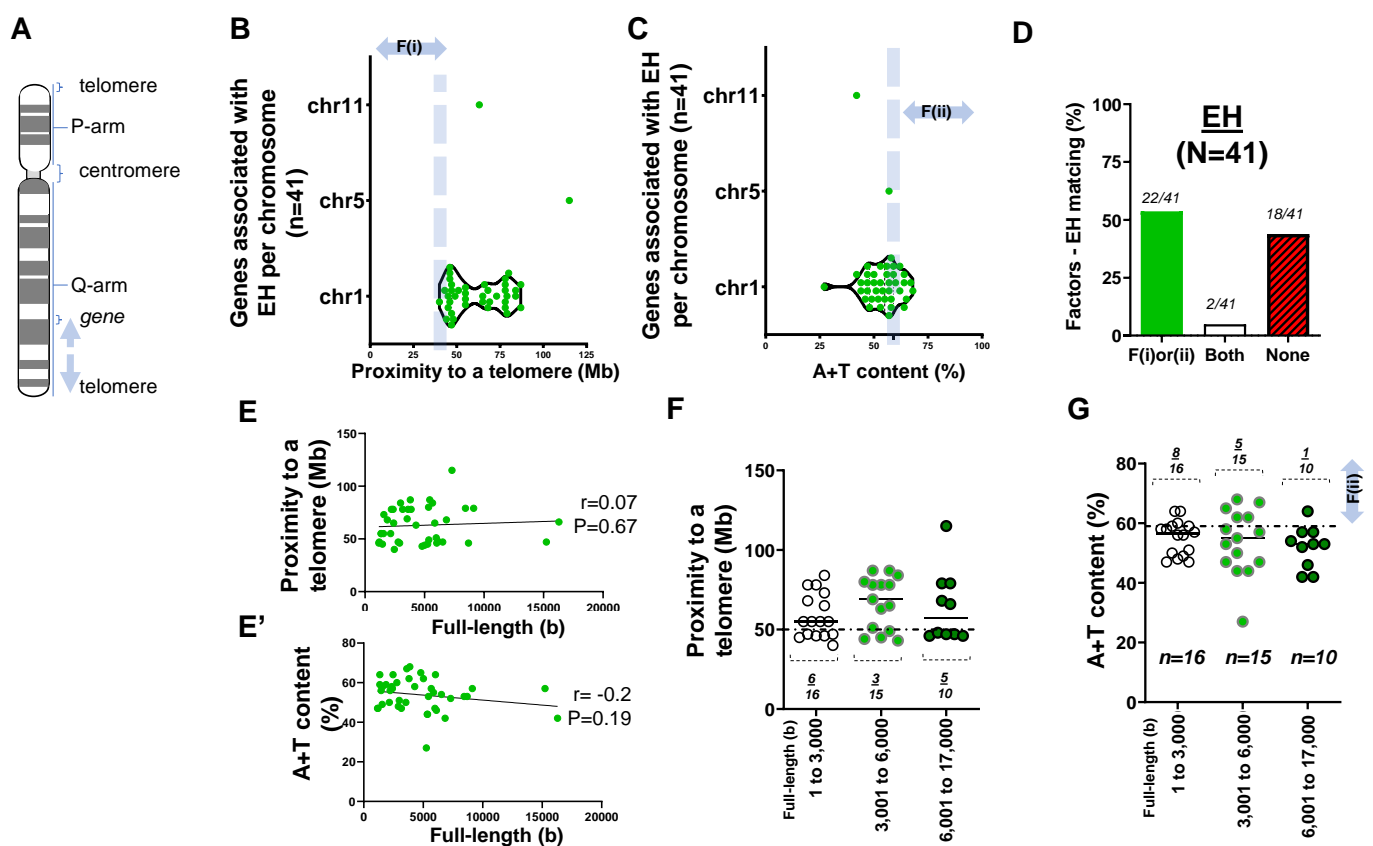 A
telomere
P-arm
centromere
Q-arm
gene
telomere
B
F(i)
Genes associated with
EH per chromosome
(n=41)
chr11
chr5
chr1
0
25
50
75
100
125
Proximity to a telomere (Mb)
C
Genes associated with EH
per chromosome (n=41)
chr11
chr5
chr1
F(ii)
0
25
50
75
100
A+T content (%)
D
Factors - EH matcing (%)
100
75
50
25
0
EH
(N=41)
22/41
2/41
18/41
F(i)or(ii)
Both
None
E
Proximity to a
telomere (Mb)
150
100
50
0
r=0.07
P=0.67
0
5000
10000
15000
20000
Full-length (b)
E'
A+T content
(%)
80
60
40
20
0
r= -0.2
P=0.19
0
5000
10000
15000
20000
Full-length (b)
F
Proximity to a
telomere (Mb)
150
100
50
0
6
16
3
15
5
10
Full-length (b)
1 to 3,000
3,001 to 6,000
6,001 to 17,000
G
A+T content (%)
80
60
40
20
0
8
16
5
15
1
10
F(ii)
n=16
n=15
n=10
Full-length (b)
1 to 3,000
3,001 to 6,000
6,001 to 17,000